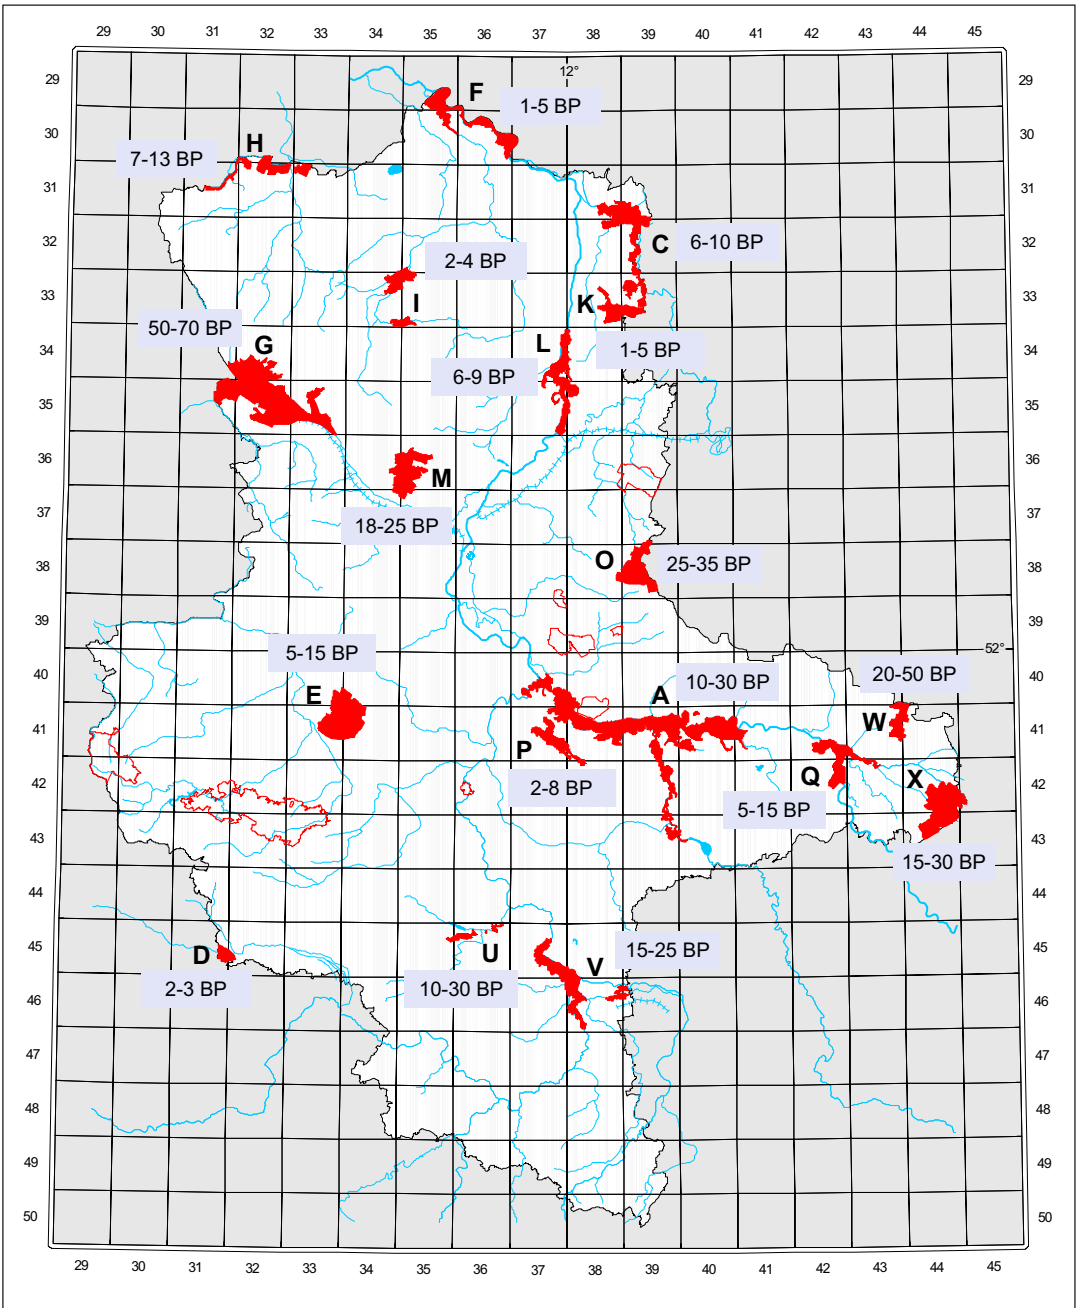 29 30 31 32 33 34 35 36 37 38 39 40 41 42 43 44 45
12°
29 29
F
1-5 BP
30 30
H
7-13 BP
31 31
C 6-10 BP
32 32
2-4 BP
33 I K 33
50-70 BP
G L 1-5 BP
34 34
6-9 BP
35 35
36 M 36
18-25 BP
37 37
O 25-35 BP
38 38
39 39
5-15 BP 52°
40 10-30 BP 20-50 BP 40
E A
41 P W 41
2-8 BP Q X
42 42
5-15 BP
43 43
15-30 BP
44 44
45 D U V 15-25 BP 45
2-3 BP 10-30 BP
46 46
47 47
48 48
49 49
50 50
29 30 31 32 33 34 35 36 37 38 39 40 41 42 43 44 45